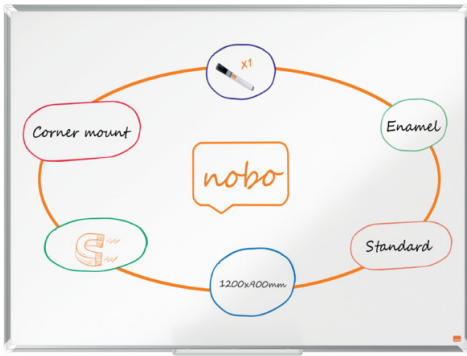 x1
Corner mount
Enamel
nobo
Standard
1200x900mm